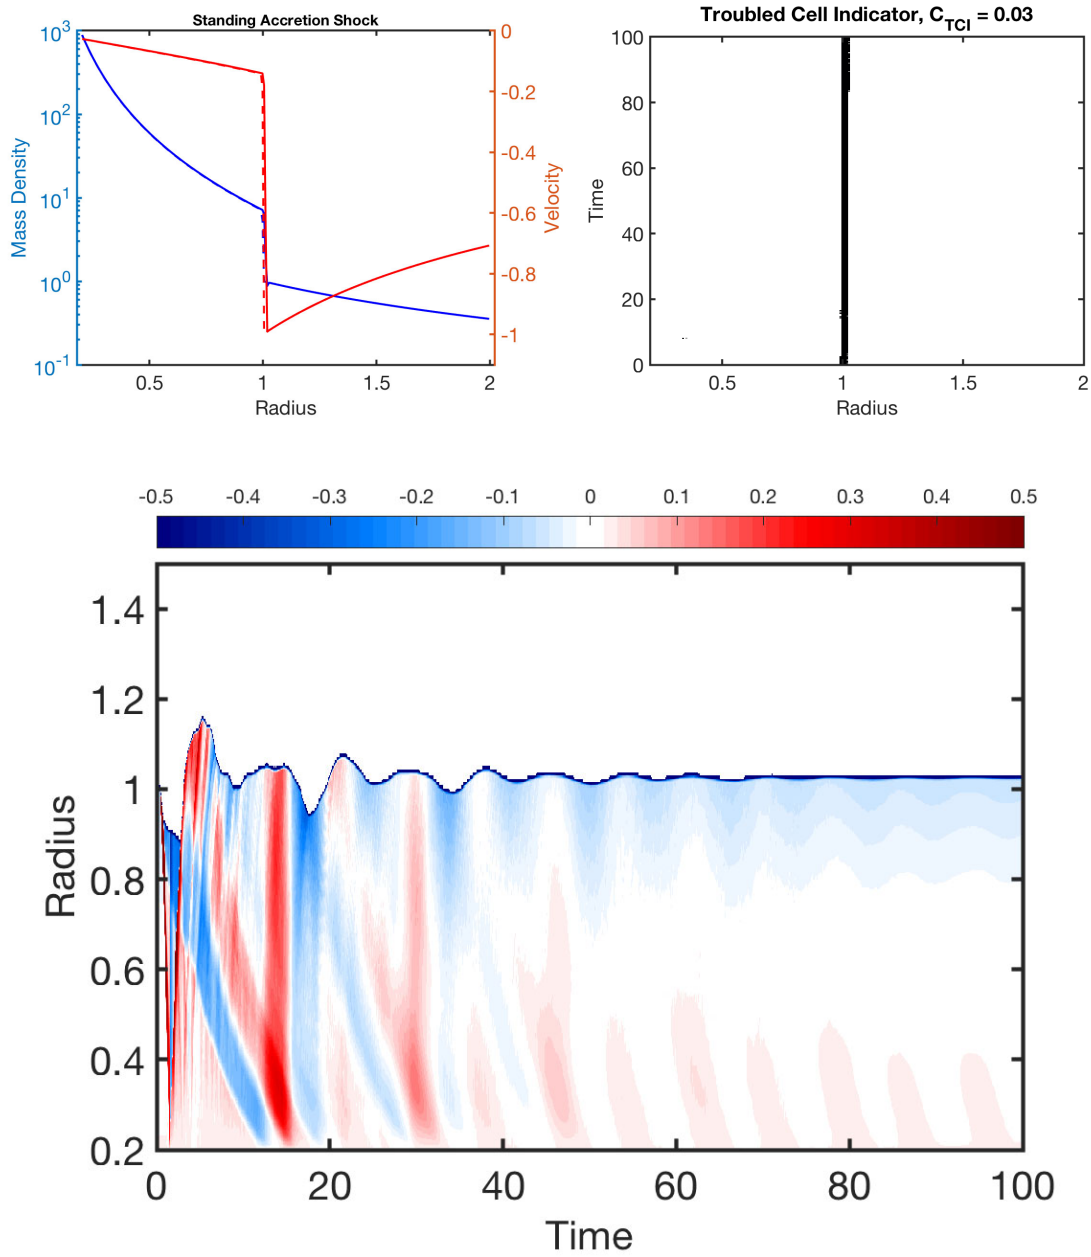 Standing Accretion Shock
10^3
10^2
10^1
10^0
10^-1
Mass Density
0
-0.2
-0.4
-0.6
-0.8
-1
Velocity
0.5 1 1.5 2
Radius
Troubled Cell Indicator, C_TCI = 0.03
100
80
60
40
20
0
Time
0.5 1 1.5 2
Radius
-0.5 -0.4 -0.3 -0.2 -0.1 0 0.1 0.2 0.3 0.4 0.5
1.4
1.2
1
0.8
0.6
0.4
0.2
Radius
0 20 40 60 80 100
Time